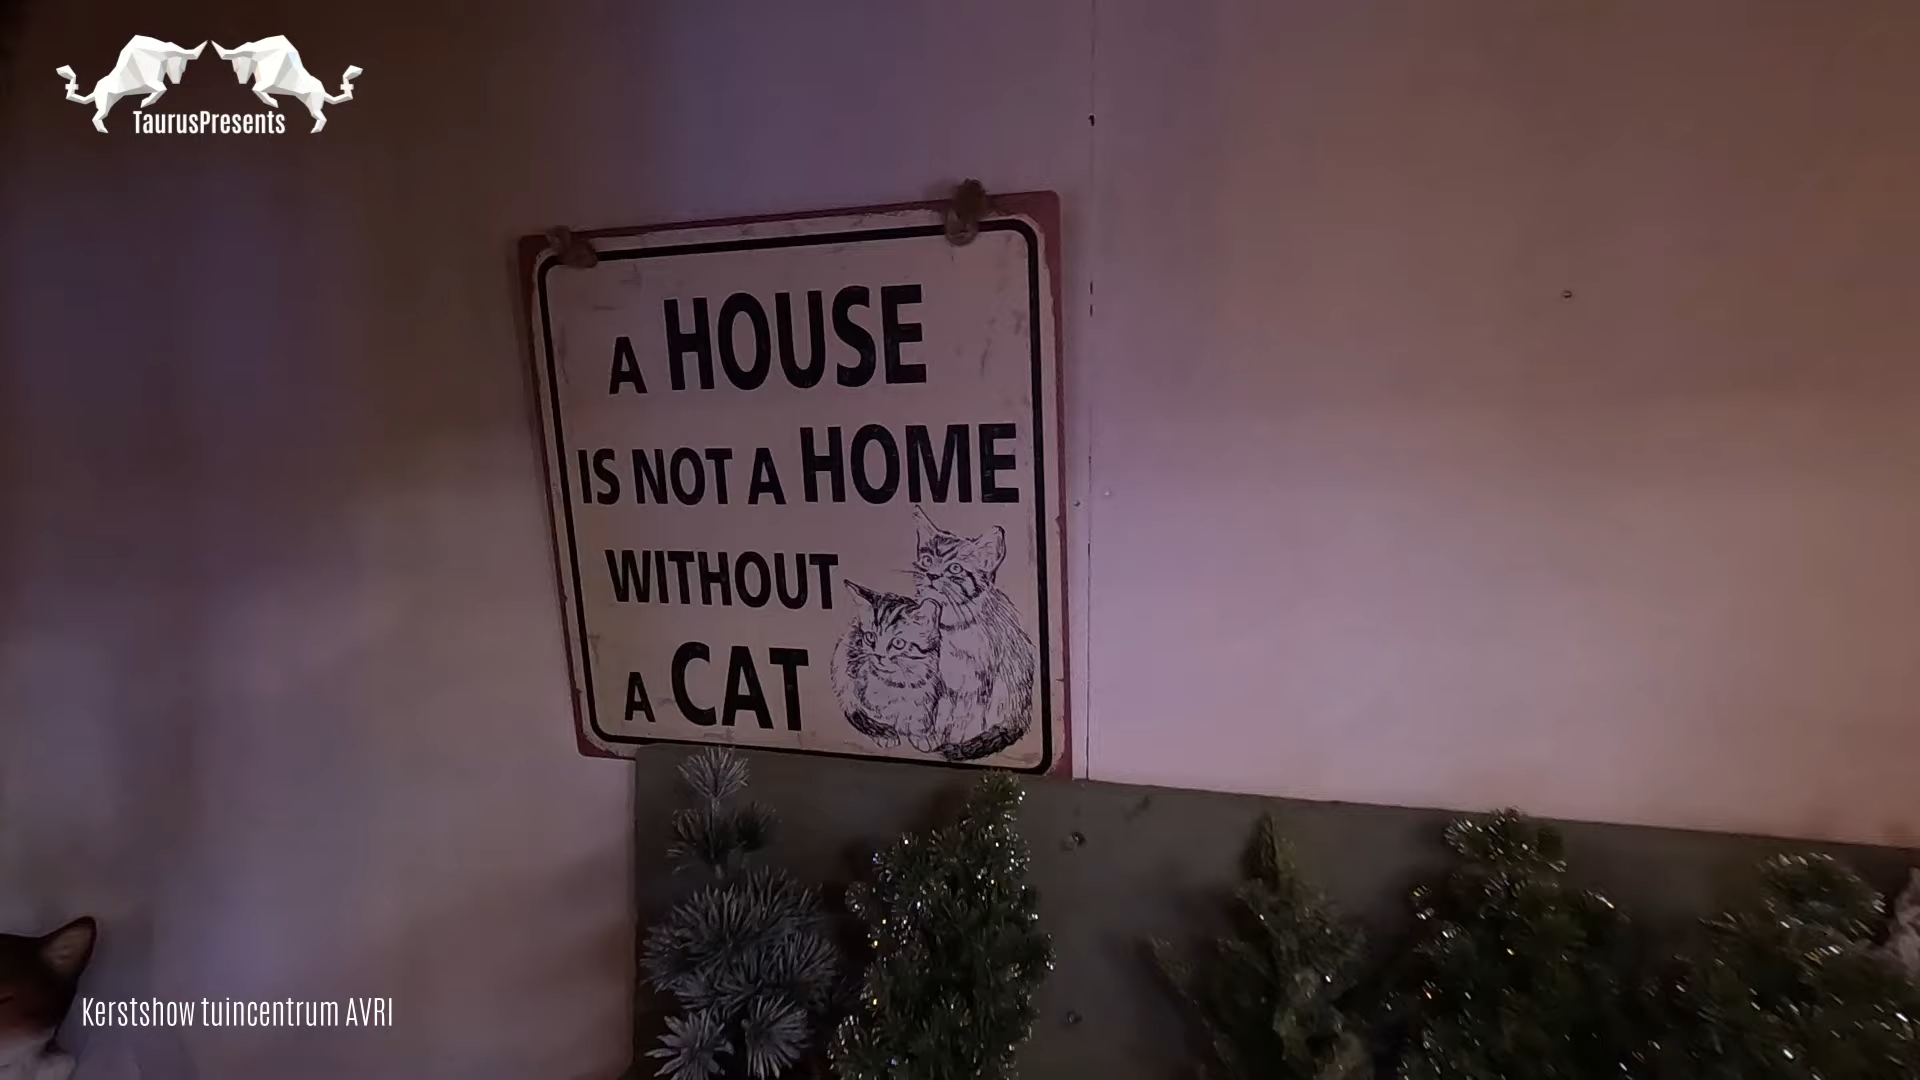 TaurusPresents
A HOUSE
IS NOT A HOME
WITHOUT
A CAT
Kerstshow tuincentrum AVRI